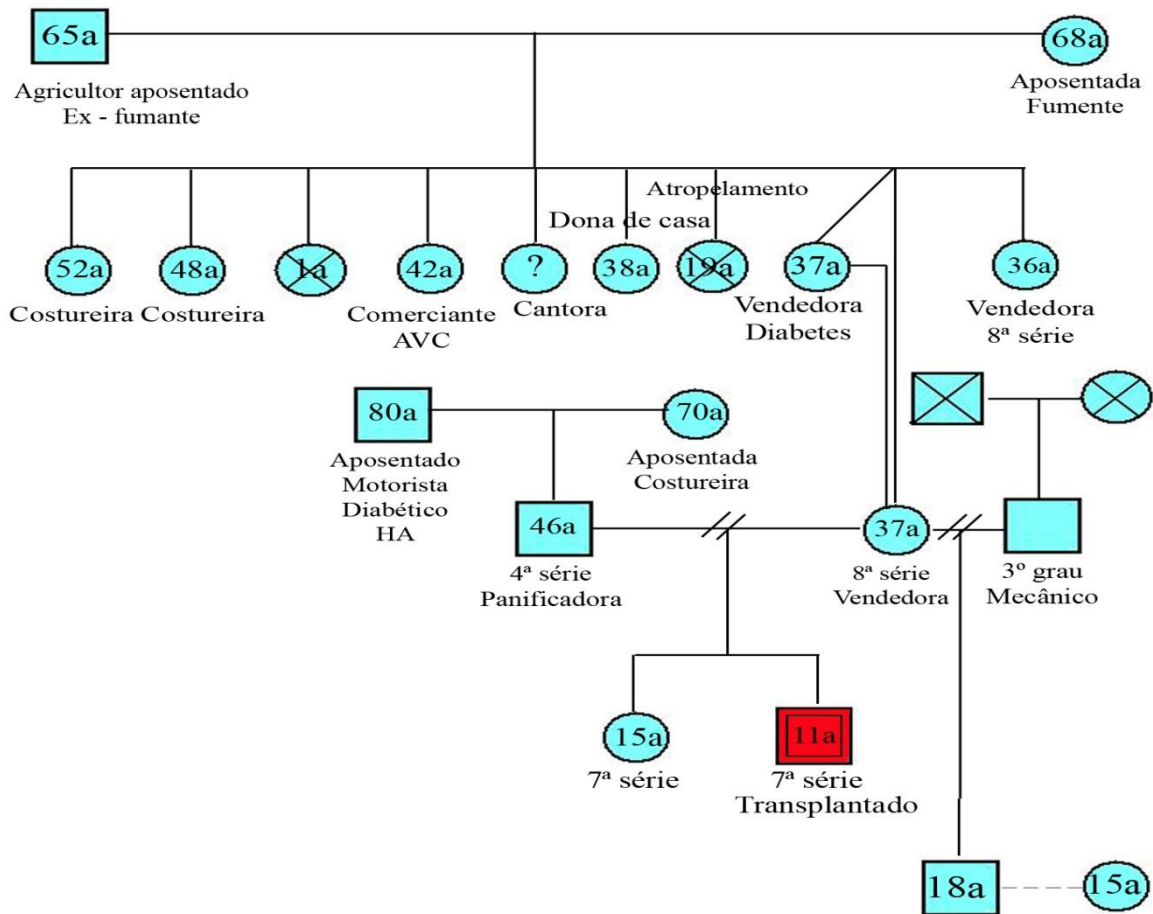 65a
68a
Agricultor aposentado
Ex - fumante
Aposentada
Fumente
Atropelamento
Dona de casa
52a
48a
1a
42a
?
38a
19a
37a
36a
Costureira
Costureira
Comerciante
AVC
Cantora
Vendedora
Diabetes
Vendedora
8ª série
80a
70a
Aposentado
Motorista
Diabético
HA
Aposentada
Costureira
46a
37a
4ª série
Panificadora
8ª série
Vendedora
3º grau
Mecânico
15a
11a
7ª série
7ª série
Transplantado
18a
15a